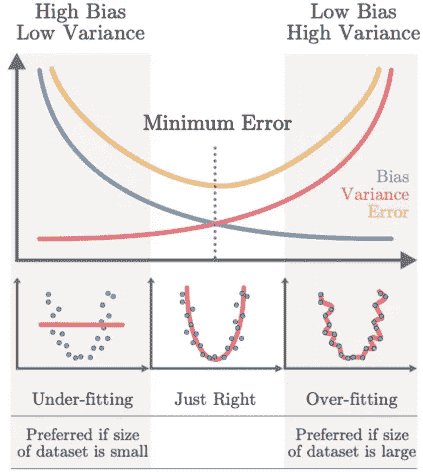 High Bias
Low Variance
Low Bias
High Variance
Minimum Error
Bias
Variance
Error
Under-fitting
Just Right
Over-fitting
Preferred if size
of dataset is small
Preferred if size
of dataset is large